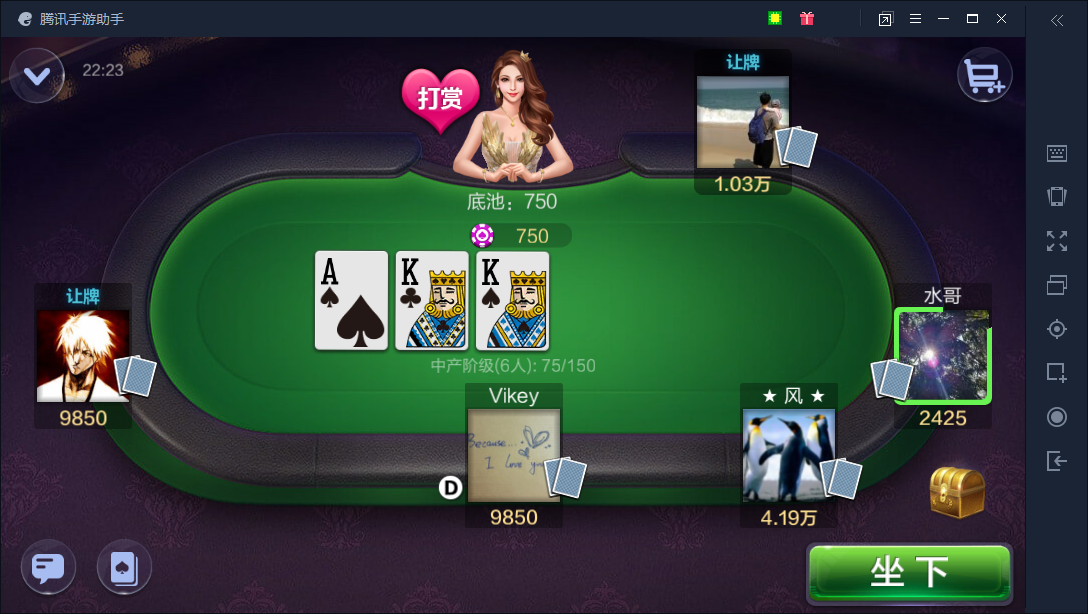 腾讯手游助手
22:23
打赏
让牌
1.03万
底池：750
750
A
K
K
让牌
9850
水哥
2425
中产阶级(6人): 75/150
Vikey
Because...
I love you
D
9850
★ 风 ★
4.19万
坐下